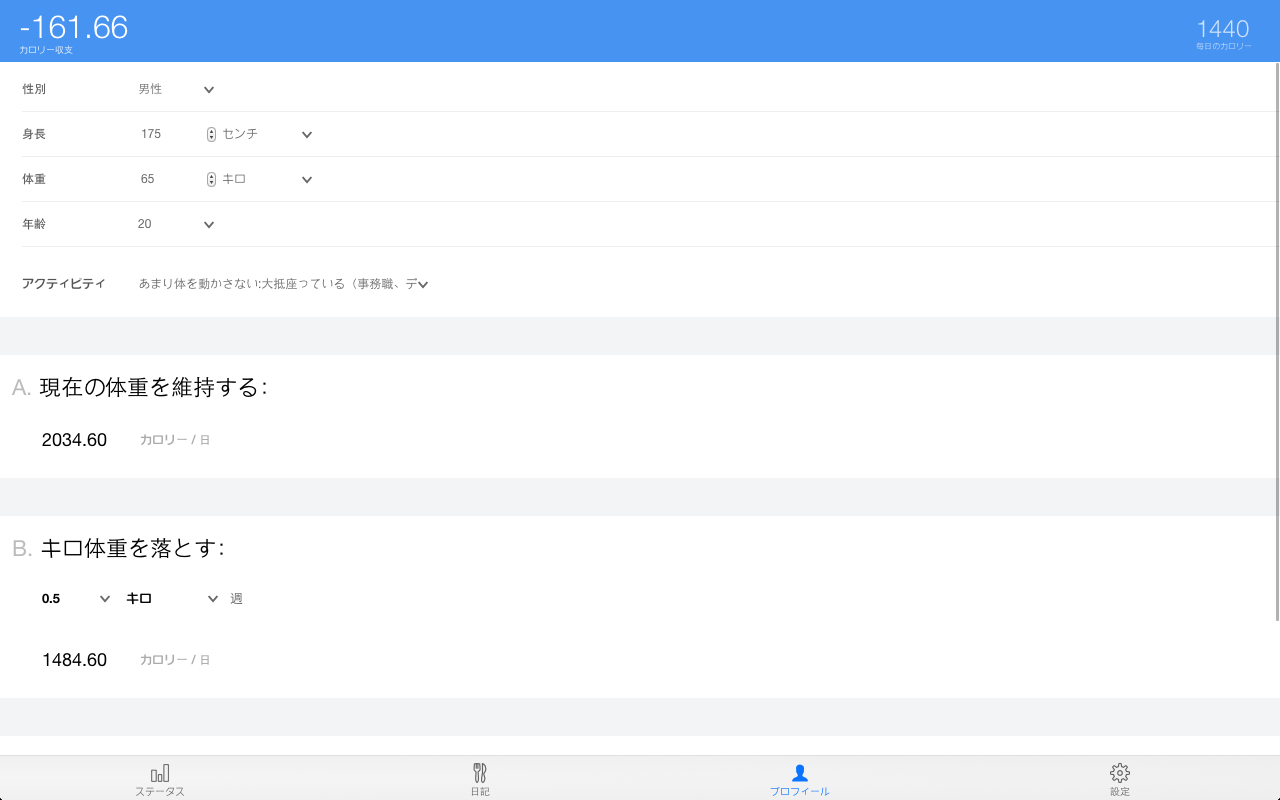 -161.66
カロリー収支
1440
毎日のカロリー
性別 男性
身長 175 センチ
体重 65 キロ
年齢 20
アクティビティ あまり体を動かさない:大抵座っている（事務職、デ
A. 現在の体重を維持する:
2034.60 カロリー / 日
B. キロ体重を落とす:
0.5 キロ 週
1484.60 カロリー / 日
ステータス 日記 プロフィール 設定